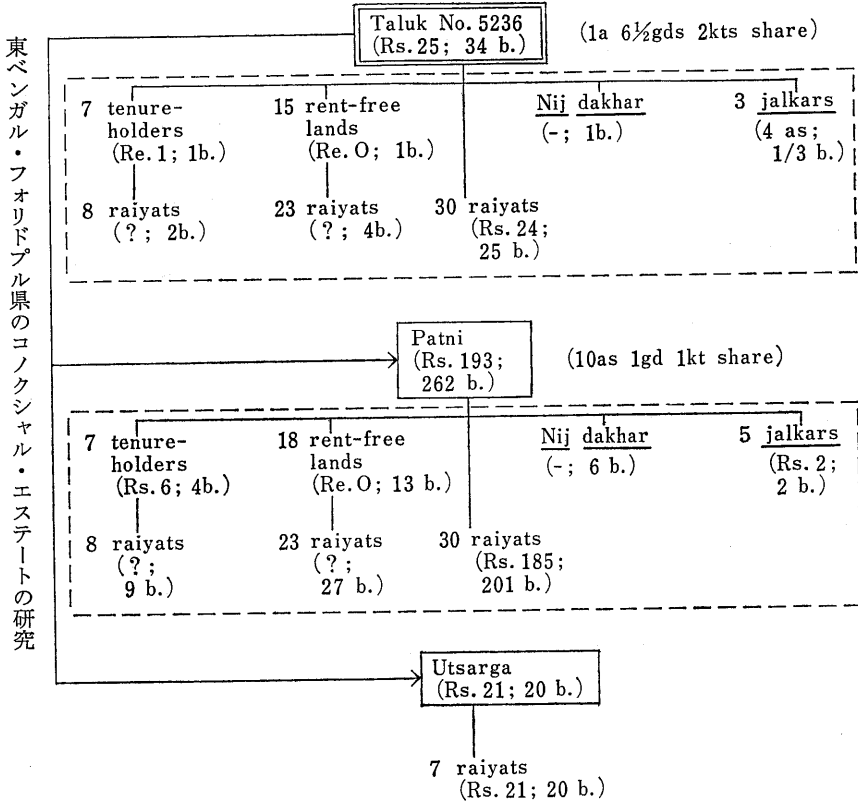 東ベンガル・フォリドプル県のコノクシャル・エステートの研究
Taluk No. 5236
(Rs. 25; 34 b.)
(1a 6½gds 2kts share)
7 tenure-
holders
(Re. 1; 1b.)
15 rent-free
lands
(Re. O; 1b.)
Nij dakhar
(-; 1b.)
3 jalkars
(4 as;
1/3 b.)
8 raiyats
(?; 2b.)
23 raiyats
(?; 4b.)
30 raiyats
(Rs. 24;
25 b.)
Patni
(Rs. 193;
262 b.)
(10as 1gd 1kt share)
7 tenure-
holders
(Rs. 6; 4b.)
18 rent-free
lands
(Re. O; 13 b.)
Nij dakhar
(-; 6 b.)
5 jalkars
(Rs. 2;
2 b.)
8 raiyats
(?;
9 b.)
23 raiyats
(?;
27 b.)
30 raiyats
(Rs. 185;
201 b.)
Utsarga
(Rs. 21; 20 b.)
7 raiyats
(Rs. 21; 20 b.)